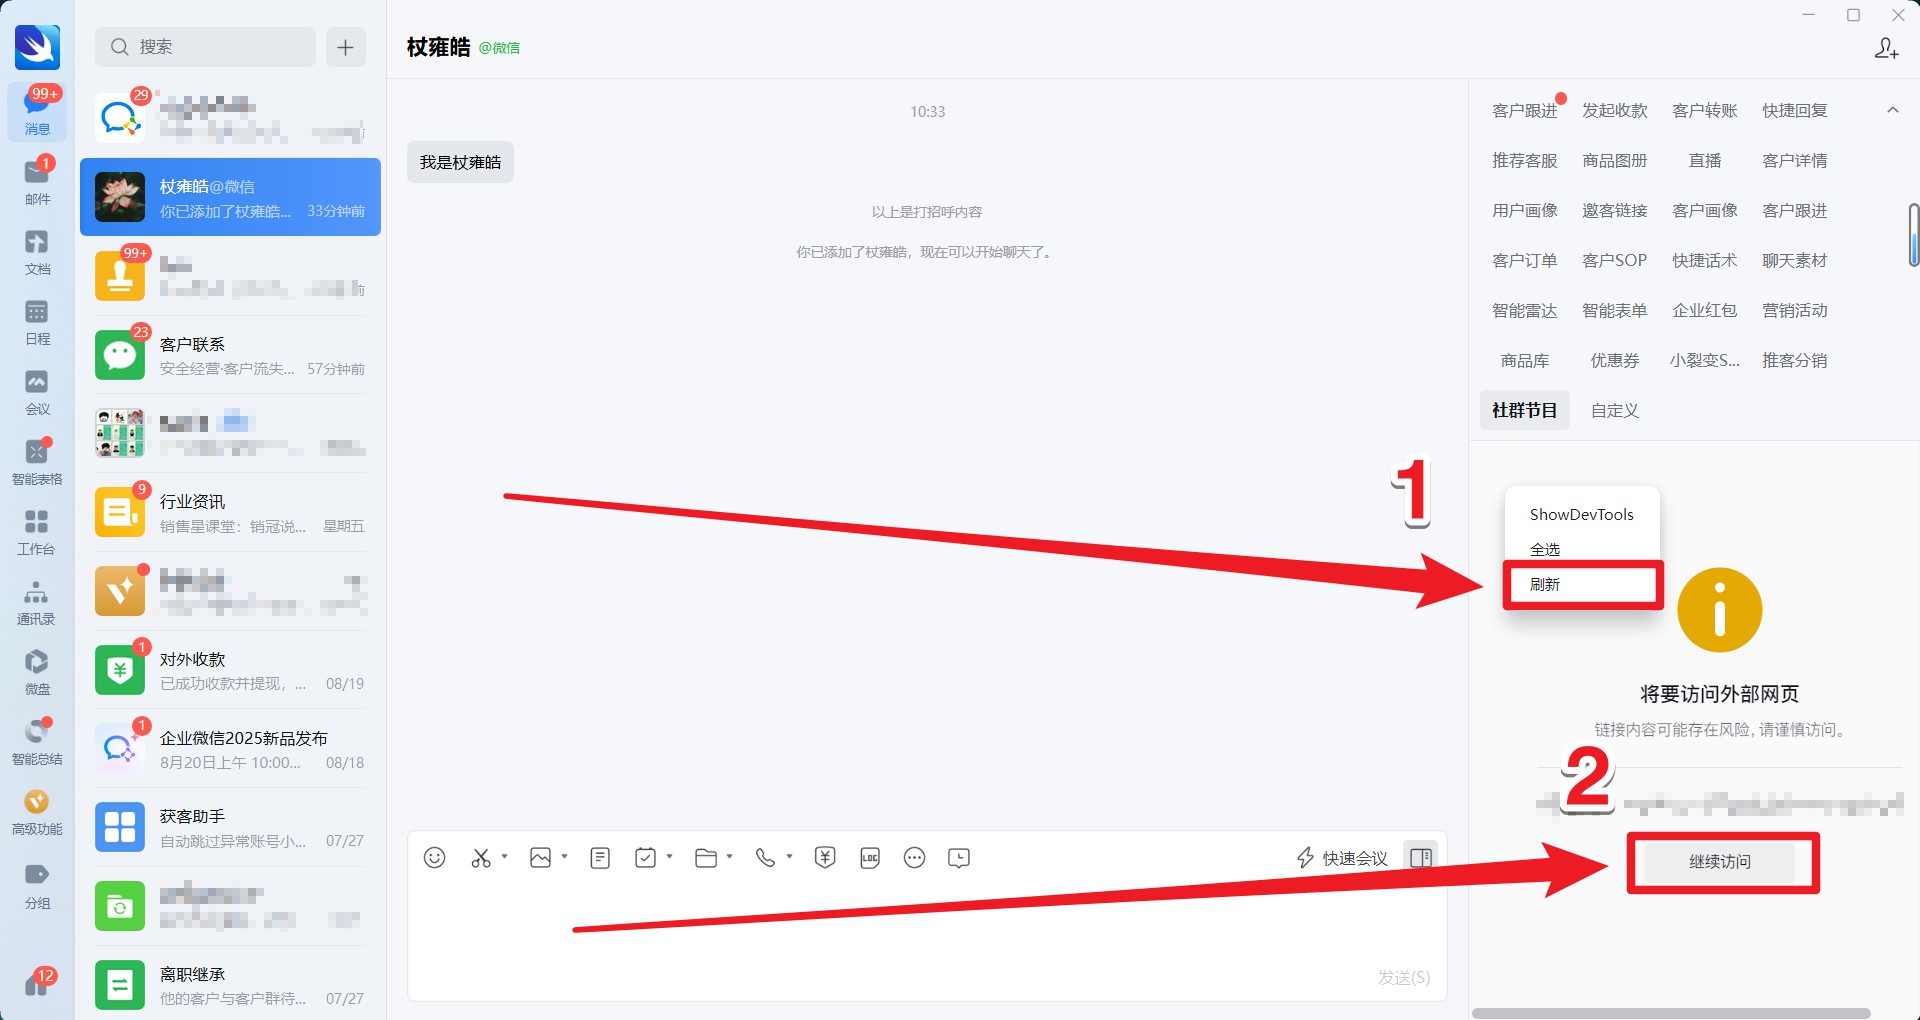 搜索
99+
消息
1
邮件
文档
日程
会议
智能表格
工作台
通讯录
微盘
智能总结
高级功能
分组
12
29
杖雍皓@微信
你已添加了杖雍皓... 33分钟前
99+
前
23
客户联系
安全经营·客户流失... 57分钟前
9
行业资讯
销售星课堂：销冠说... 星期五
1
对外收款
已成功收款并提现，... 08/19
1
企业微信2025新品发布
8月20日上午 10:00... 08/18
获客助手
自动跳过异常账号小... 07/27
离职继承
他的客户与客户群待... 07/27
杖雍皓 @微信
10:33
我是杖雍皓
以上是打招呼内容
你已添加了杖雍皓，现在可以开始聊天了。
LOG
快速会议
发送(S)
客户跟进 发起收款 客户转账 快捷回复
推荐客服 商品图册 直播 客户详情
用户画像 邀客链接 客户画像 客户跟进
客户订单 客户SOP 快捷话术 聊天素材
智能雷达 智能表单 企业红包 营销活动
商品库 优惠券 小裂变S... 推客分销
社群节目 自定义
1
ShowDevTools
全选
刷新
将要访问外部网页
链接内容可能存在风险, 请谨慎访问。
2
继续访问